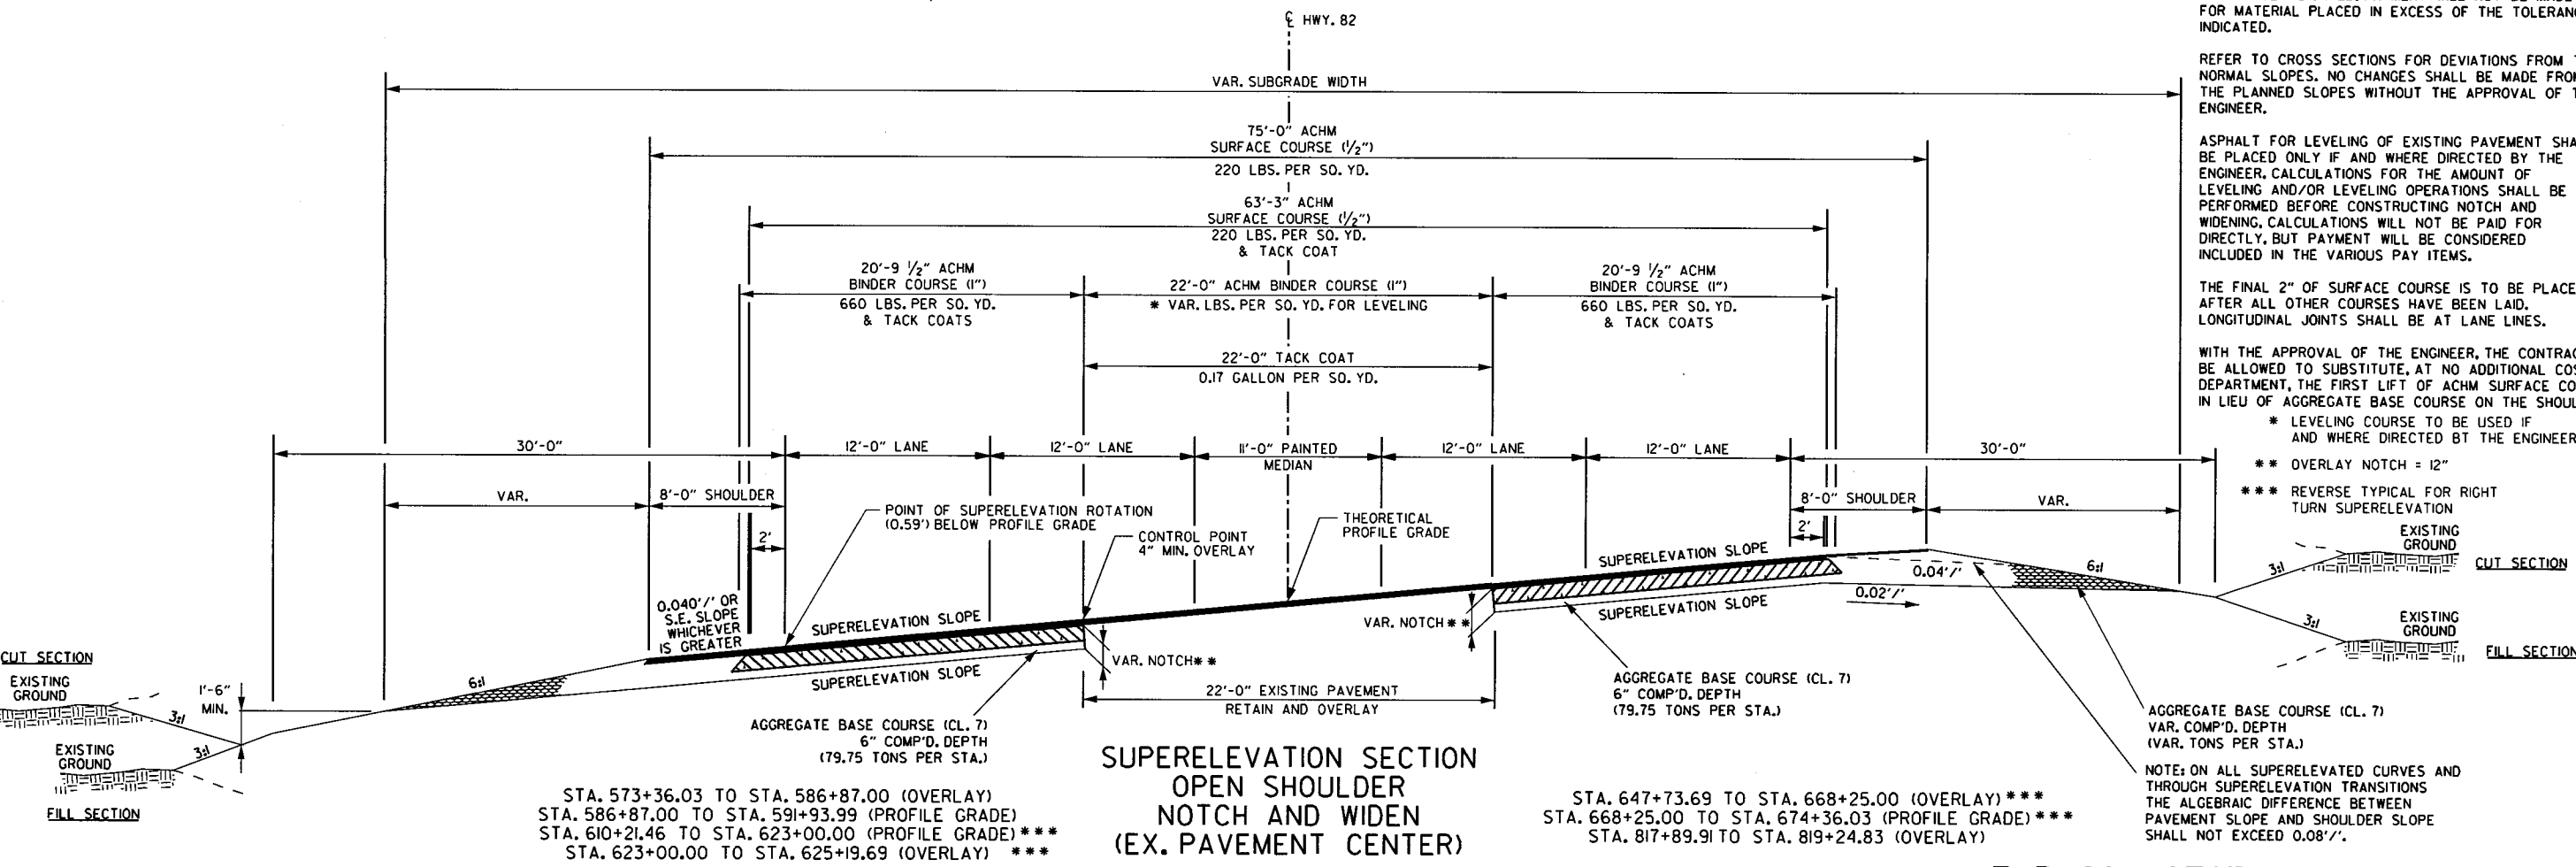 ℄ HWY. 82
VAR. SUBGRADE WIDTH
75'-0" ACHM
SURFACE COURSE (1/2")
220 LBS. PER SQ. YD.
63'-3" ACHM
SURFACE COURSE (1/2")
220 LBS. PER SQ. YD.
& TACK COAT
20'-9 1/2" ACHM
BINDER COURSE (1")
660 LBS. PER SQ. YD.
& TACK COATS
22'-0" ACHM BINDER COURSE (1")
* VAR. LBS. PER SQ. YD. FOR LEVELING
20'-9 1/2" ACHM
BINDER COURSE (1")
660 LBS. PER SQ. YD.
& TACK COATS
22'-0" TACK COAT
0.17 GALLON PER SQ. YD.
30'-0"
12'-0" LANE
12'-0" LANE
11'-0" PAINTED
MEDIAN
12'-0" LANE
12'-0" LANE
30'-0"
VAR.
8'-0" SHOULDER
2'
POINT OF SUPERELEVATION ROTATION
(0.59') BELOW PROFILE GRADE
CONTROL POINT
4" MIN. OVERLAY
THEORETICAL
PROFILE GRADE
8'-0" SHOULDER
2'
VAR.
0.040'/' OR
S.E. SLOPE
WHICHEVER
IS GREATER
SUPERELEVATION SLOPE
SUPERELEVATION SLOPE
SUPERELEVATION SLOPE
SUPERELEVATION SLOPE
VAR. NOTCH**
VAR. NOTCH**
0.04'/'
0.02'/'
6:1
6:1
3:1
3:1
3:1
3:1
CUT SECTION
EXISTING
GROUND
1'-6"
MIN.
EXISTING
GROUND
FILL SECTION
EXISTING
GROUND
CUT SECTION
EXISTING
GROUND
FILL SECTION
22'-0" EXISTING PAVEMENT
RETAIN AND OVERLAY
AGGREGATE BASE COURSE (CL. 7)
6" COMP'D. DEPTH
(79.75 TONS PER STA.)
AGGREGATE BASE COURSE (CL. 7)
6" COMP'D. DEPTH
(79.75 TONS PER STA.)
AGGREGATE BASE COURSE (CL. 7)
VAR. COMP'D. DEPTH
(VAR. TONS PER STA.)
NOTE: ON ALL SUPERELEVATED CURVES AND
THROUGH SUPERELEVATION TRANSITIONS
THE ALGEBRAIC DIFFERENCE BETWEEN
PAVEMENT SLOPE AND SHOULDER SLOPE
SHALL NOT EXCEED 0.08'/'.
SUPERELEVATION SECTION
OPEN SHOULDER
NOTCH AND WIDEN
(EX. PAVEMENT CENTER)
STA. 573+36.03 TO STA. 586+87.00 (OVERLAY)
STA. 586+87.00 TO STA. 591+93.99 (PROFILE GRADE)
STA. 610+21.46 TO STA. 623+00.00 (PROFILE GRADE)***
STA. 623+00.00 TO STA. 625+19.69 (OVERLAY) ***
STA. 647+73.69 TO STA. 668+25.00 (OVERLAY)***
STA. 668+25.00 TO STA. 674+36.03 (PROFILE GRADE)***
STA. 817+89.91 TO STA. 819+24.83 (OVERLAY)
FOR MATERIAL PLACED IN EXCESS OF THE
INDICATED.
REFER TO CROSS SECTIONS FOR DEVIATIONS FROM
NORMAL SLOPES. NO CHANGES SHALL BE MADE
THE PLANNED SLOPES WITHOUT THE APPROVAL OF
ENGINEER.
ASPHALT FOR LEVELING OF EXISTING PAVEMENT
BE PLACED ONLY IF AND WHERE DIRECTED BY THE
ENGINEER. CALCULATIONS FOR THE AMOUNT OF
LEVELING AND/OR LEVELING OPERATIONS SHALL BE
PERFORMED BEFORE CONSTRUCTING NOTCH AND
WIDENING. CALCULATIONS WILL NOT BE PAID FOR
DIRECTLY, BUT PAYMENT WILL BE CONSIDERED
INCLUDED IN THE VARIOUS PAY ITEMS.
THE FINAL 2" OF SURFACE COURSE IS TO BE PLACE
AFTER ALL OTHER COURSES HAVE BEEN LAID.
LONGITUDINAL JOINTS SHALL BE AT LANE LINES.
WITH THE APPROVAL OF THE ENGINEER, THE
BE ALLOWED TO SUBSTITUTE, AT NO ADDITIONAL
DEPARTMENT, THE FIRST LIFT OF ACHM SURFACE
IN LIEU OF AGGREGATE BASE COURSE ON THE
* LEVELING COURSE TO BE USED IF
AND WHERE DIRECTED BT THE ENGINEER
** OVERLAY NOTCH = 12"
*** REVERSE TYPICAL FOR RIGHT
TURN SUPERELEVATION